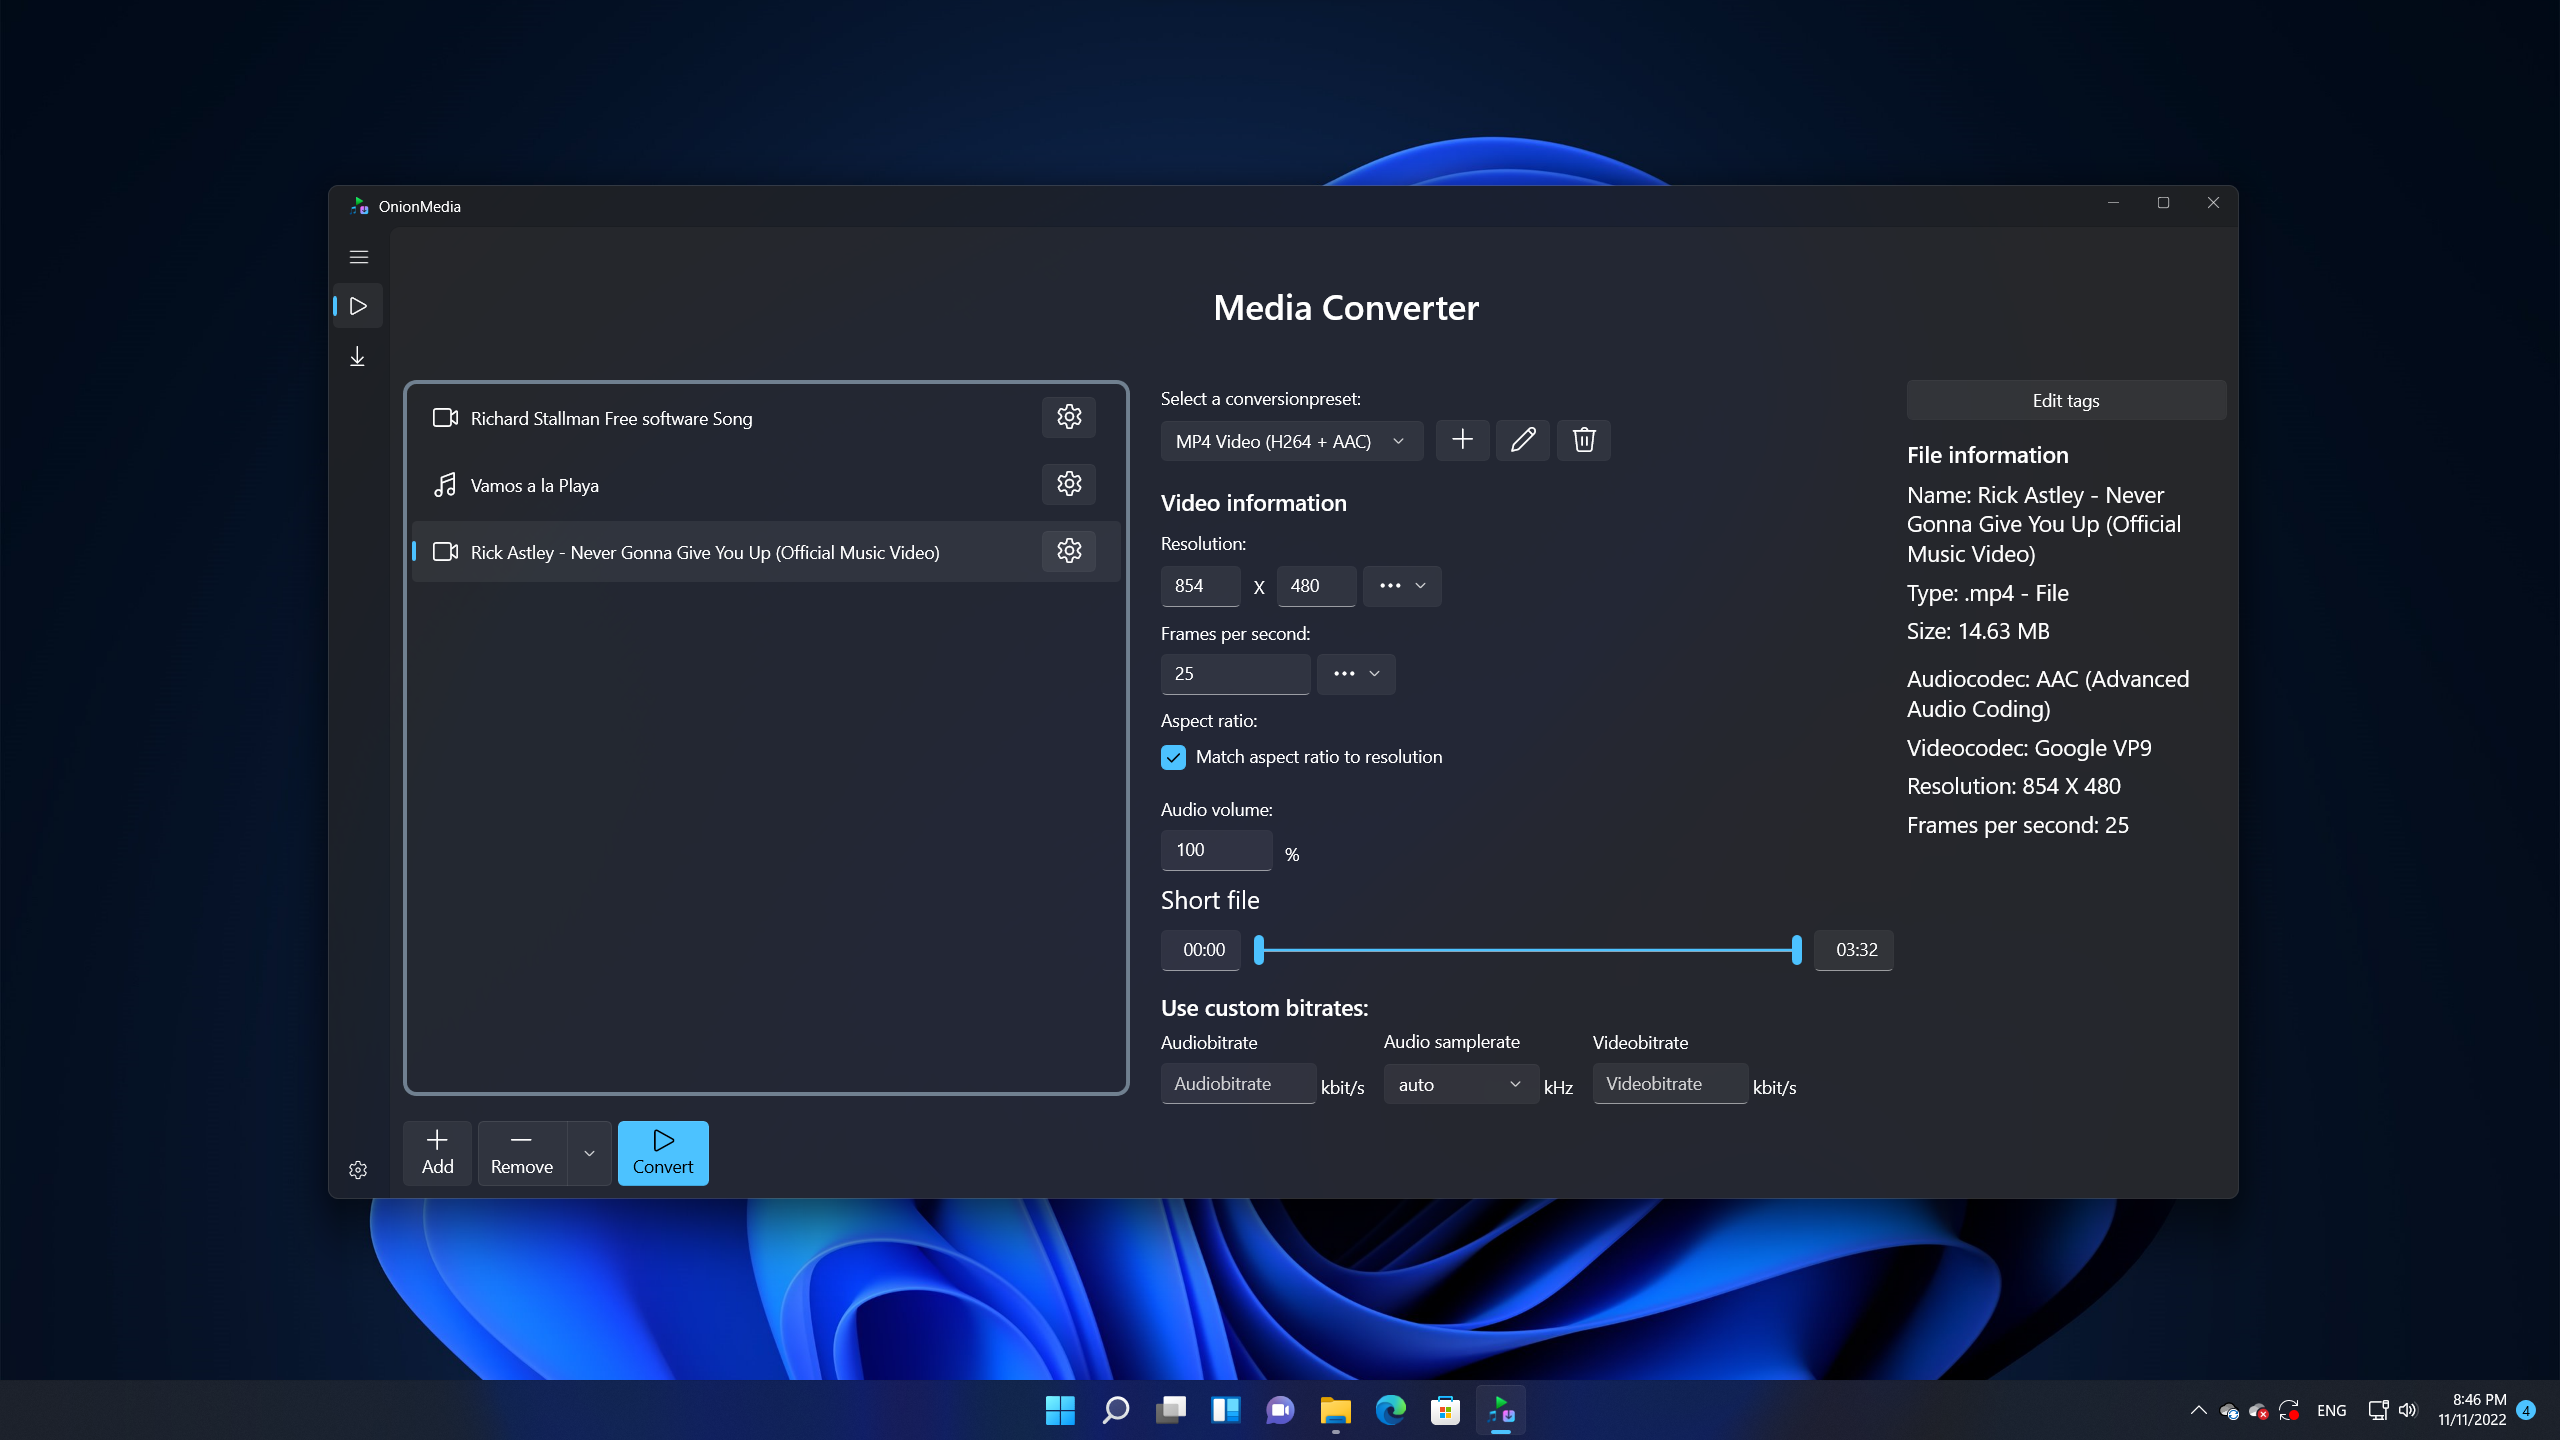 OnionMedia
Media Converter
Richard Stallman Free software Song
Vamos a la Playa
Rick Astley - Never Gonna Give You Up (Official Music Video)
Add
Remove
Convert
Select a conversionpreset:
MP4 Video (H264 + AAC)
Video information
Resolution:
854 X 480
Frames per second:
25
Aspect ratio:
Match aspect ratio to resolution
Audio volume:
100 %
Short file
00:00 03:32
Use custom bitrates:
Audiobitrate Audio samplerate Videobitrate
Audiobitrate kbit/s auto kHz Videobitrate kbit/s
Edit tags
File information
Name: Rick Astley - Never
Gonna Give You Up (Official
Music Video)
Type: .mp4 - File
Size: 14.63 MB
Audiocodec: AAC (Advanced
Audio Coding)
Videocodec: Google VP9
Resolution: 854 X 480
Frames per second: 25
ENG
8:46 PM
11/11/2022
4